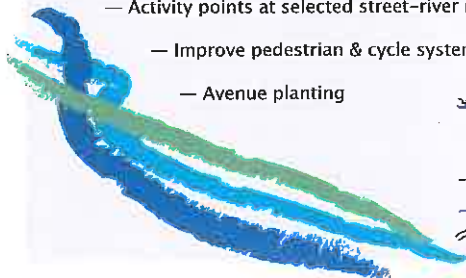 — Activity points at selected street-river
— Improve pedestrian & cycle system
— Avenue planting